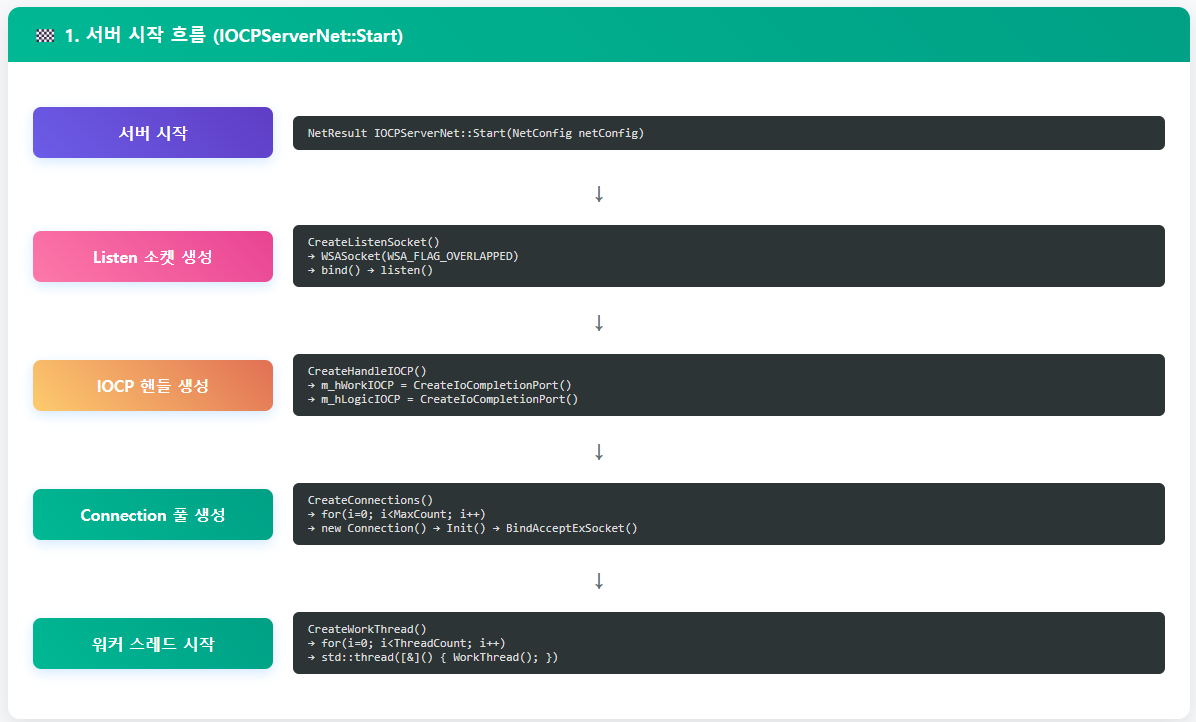 🏁 1. 서버 시작 흐름 (IOCPServerNet::Start)
서버 시작
NetResult IOCPServerNet::Start(NetConfig netConfig)
↓
Listen 소켓 생성
CreateListenSocket()
→ WSASocket(WSA_FLAG_OVERLAPPED)
→ bind() → listen()
↓
IOCP 핸들 생성
CreateHandleIOCP()
→ m_hWorkIOCP = CreateIoCompletionPort()
→ m_hLogicIOCP = CreateIoCompletionPort()
↓
Connection 풀 생성
CreateConnections()
→ for(i=0; i<MaxCount; i++)
→ new Connection() → Init() → BindAcceptExSocket()
↓
워커 스레드 시작
CreateWorkThread()
→ for(i=0; i<ThreadCount; i++)
→ std::thread([&]() { WorkThread(); })